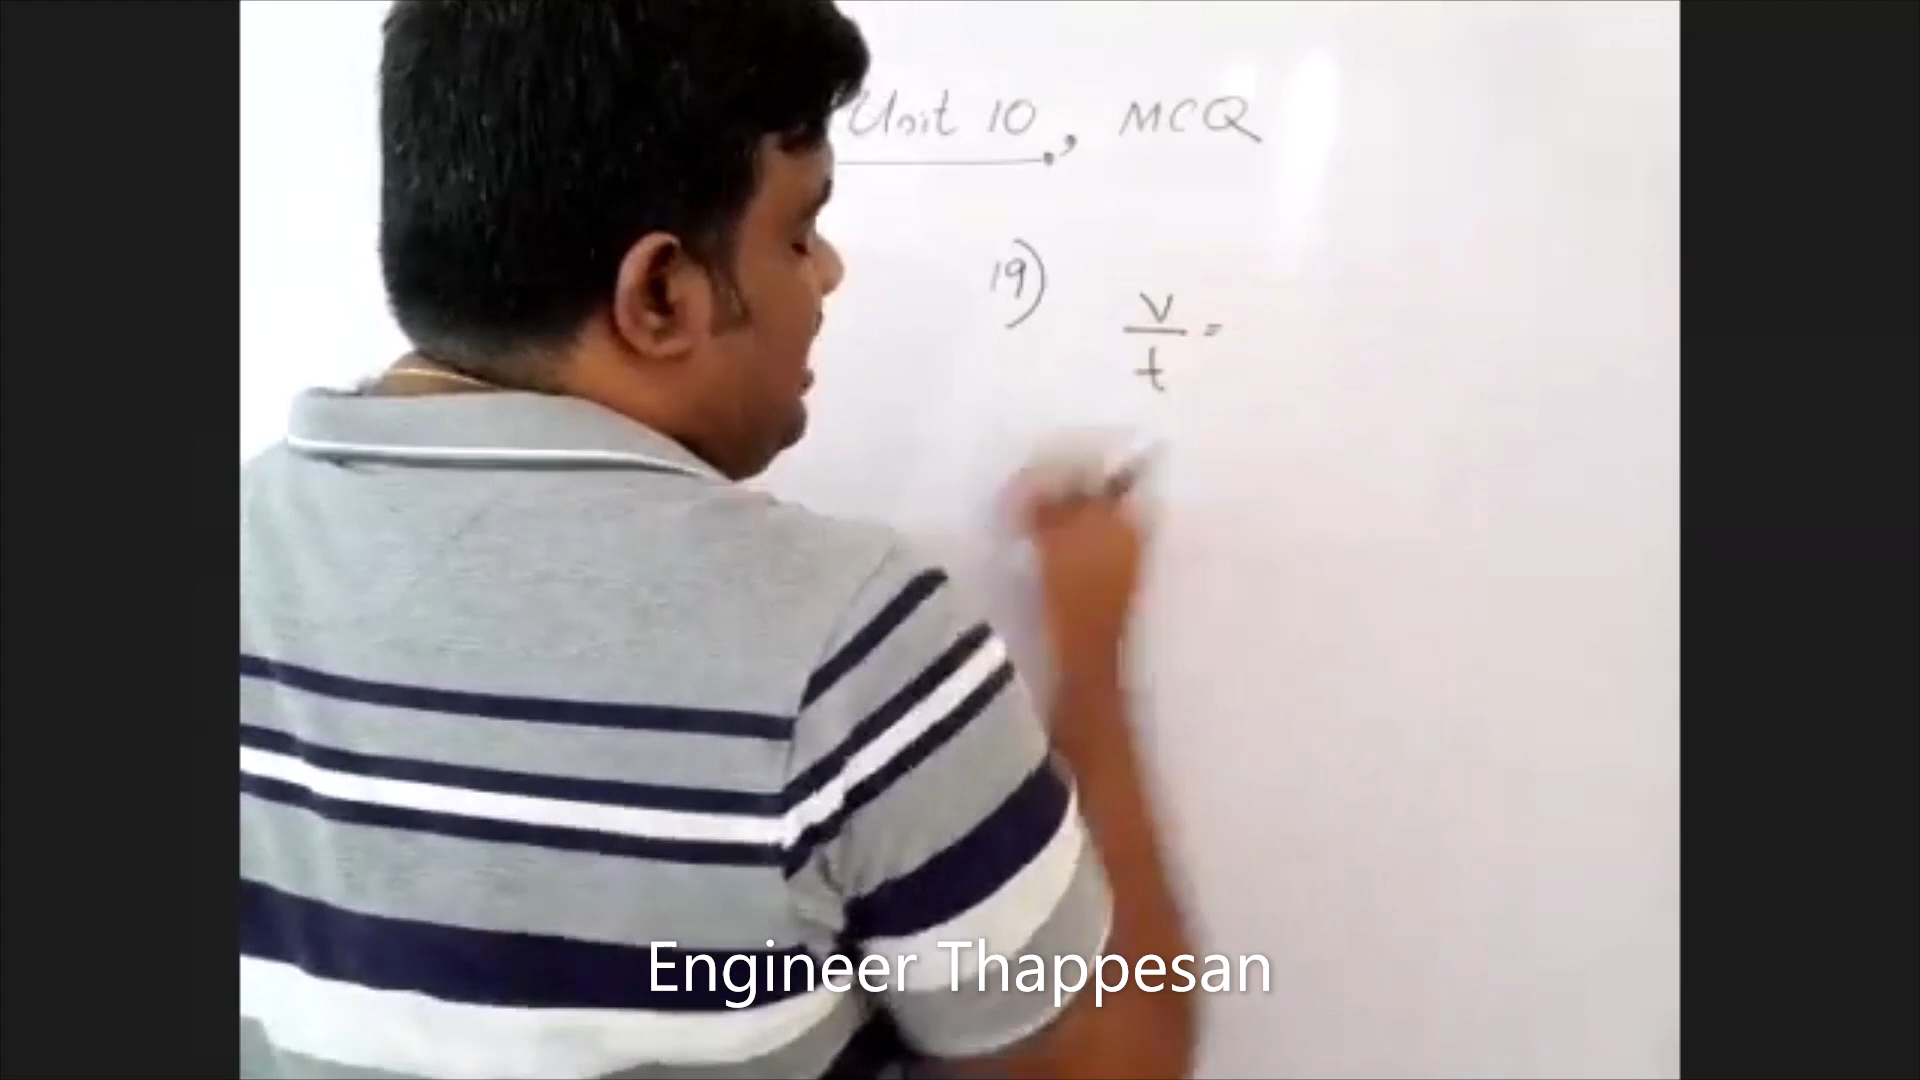 Unit 10, MCQ
19)
V
t =
Engineer Thappesan